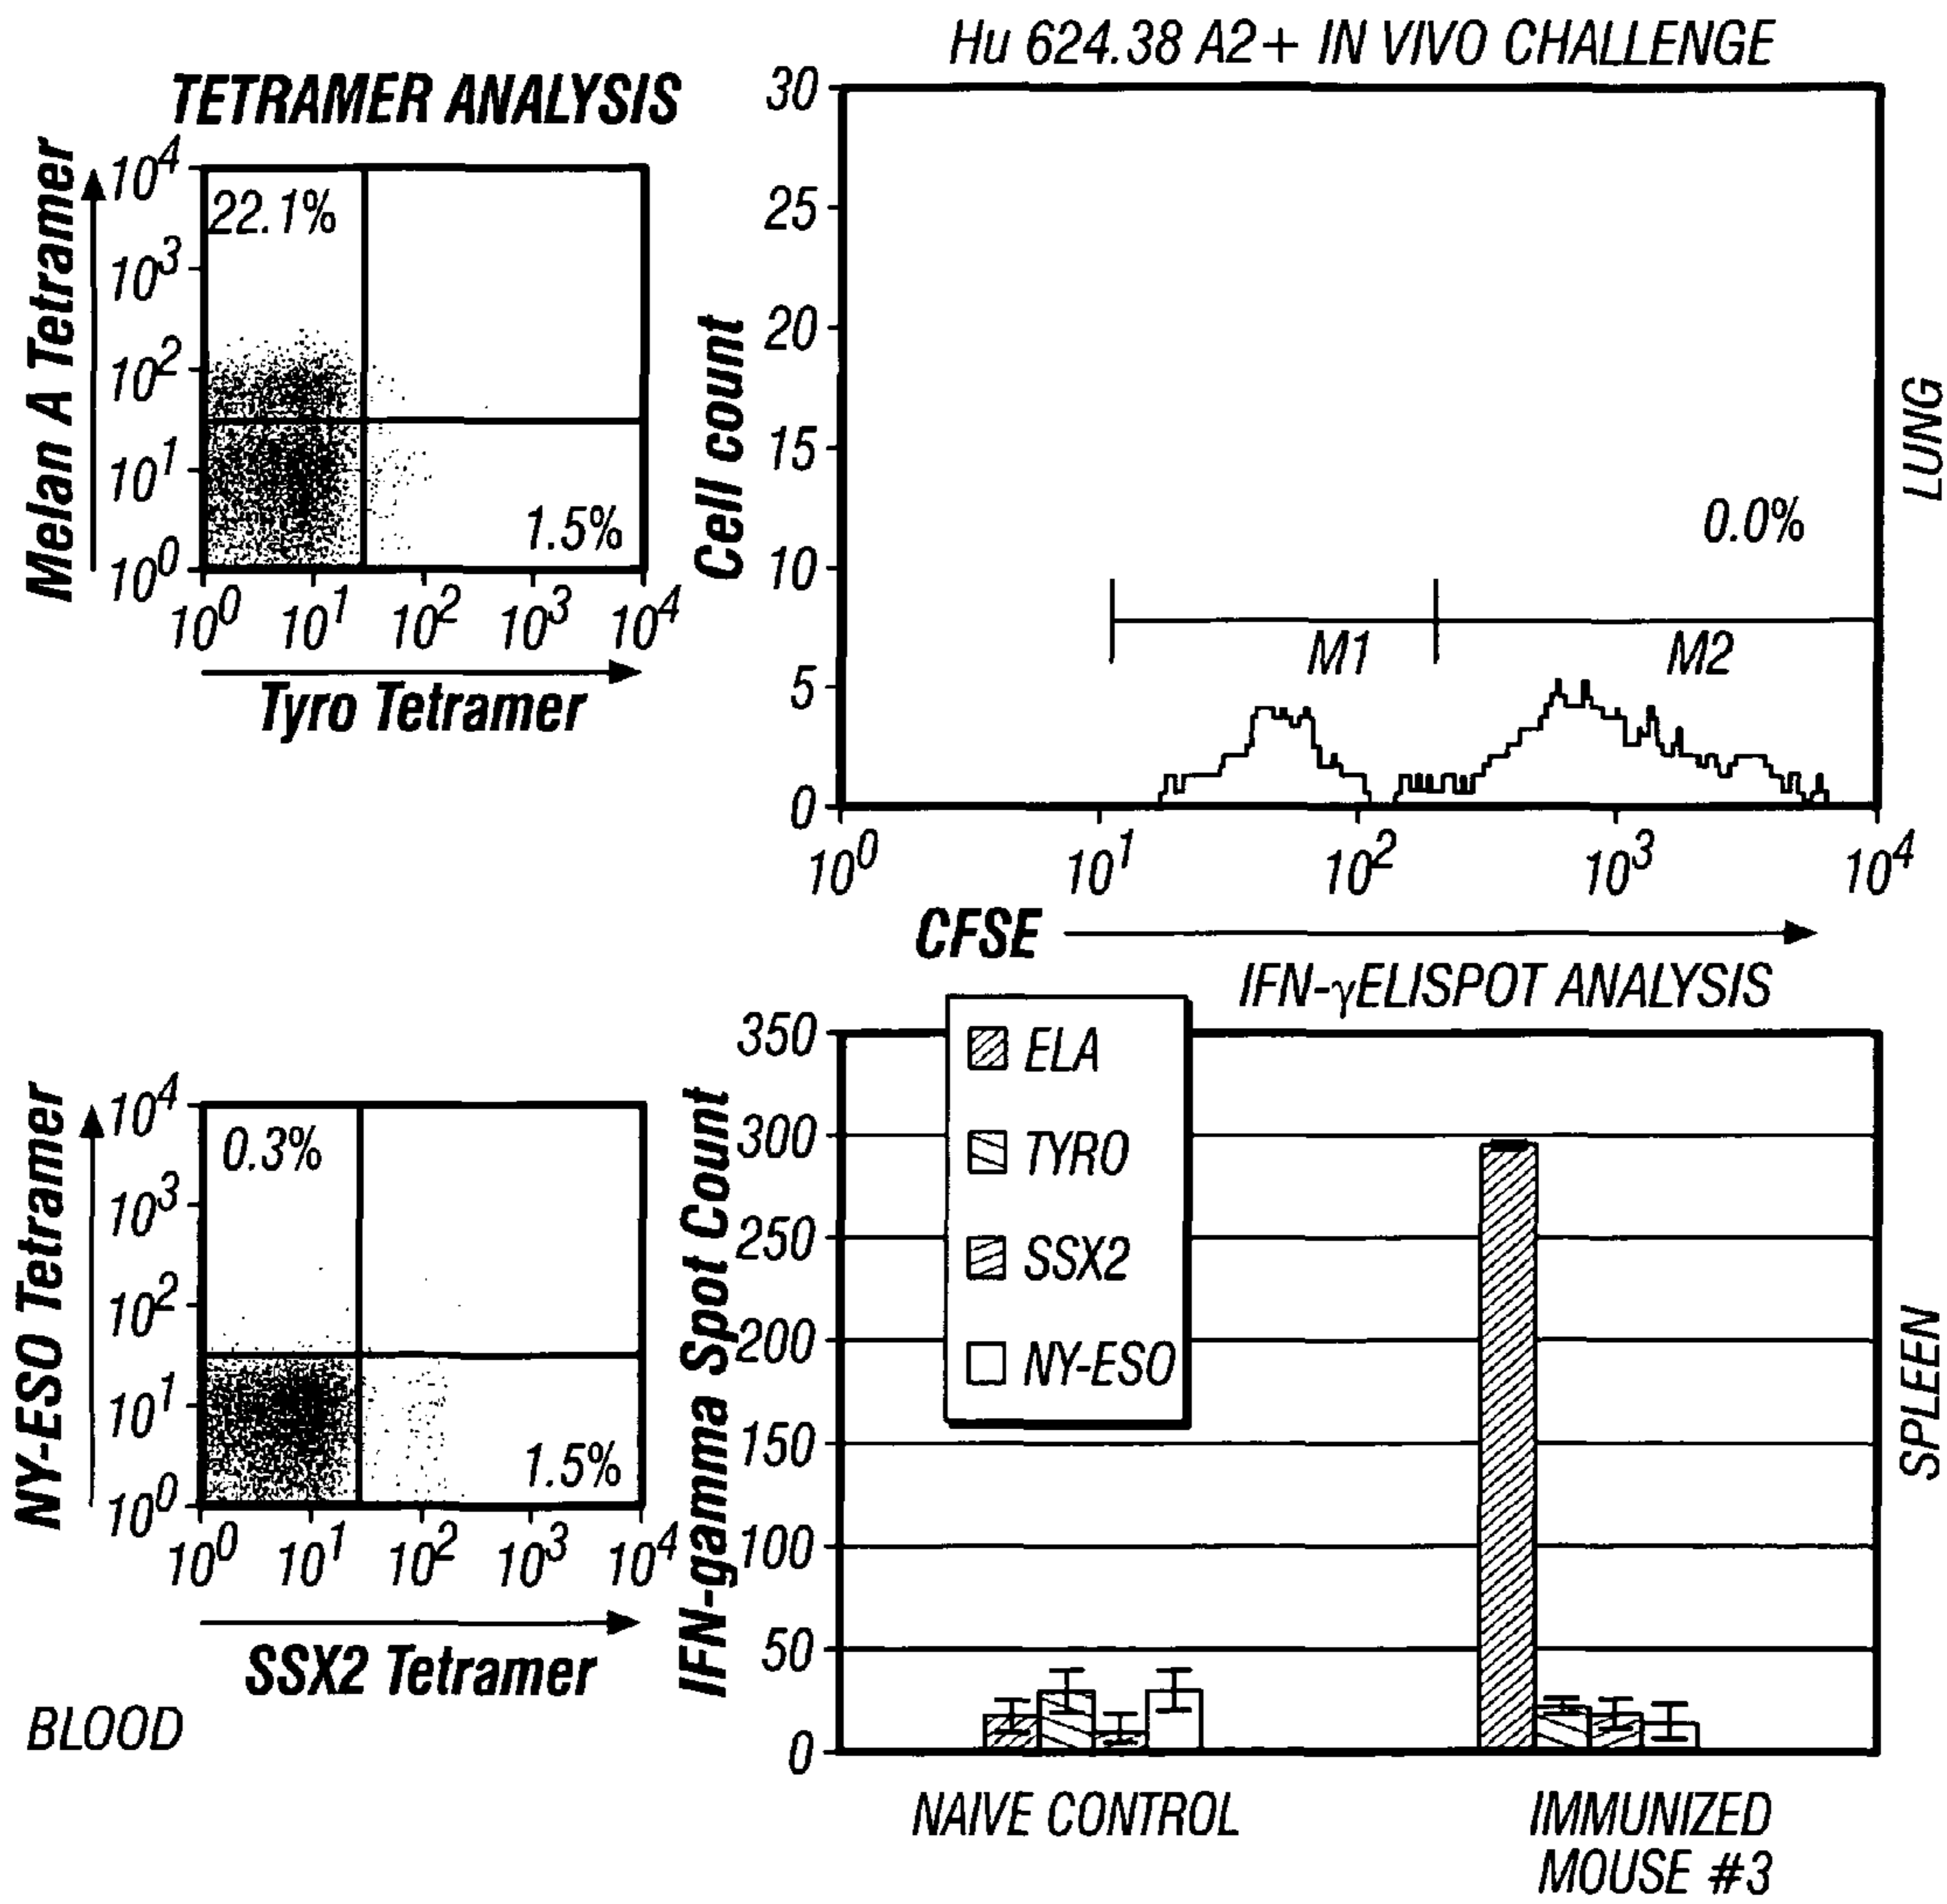 TETRAMER ANALYSIS
Melan A Tetramer
10^4
10^3
10^2
10^1
10^0
22.1%
1.5%
10^0 10^1 10^2 10^3 10^4
Tyro Tetramer
Hu 624.38 A2+ IN VIVO CHALLENGE
Cell count
30
25
20
15
10
5
0
0.0%
M1 M2
10^0 10^1 10^2 10^3 10^4
CFSE
LUNG
NY-ESO Tetramer
10^4
10^3
10^2
10^1
10^0
0.3%
1.5%
10^0 10^1 10^2 10^3 10^4
SSX2 Tetramer
BLOOD
IFN-γELISPOT ANALYSIS
IFN-gamma Spot Count
350
300
250
200
150
100
50
0
ELA
TYRO
SSX2
NY-ESO
NAIVE CONTROL
IMMUNIZED
MOUSE #3
SPLEEN